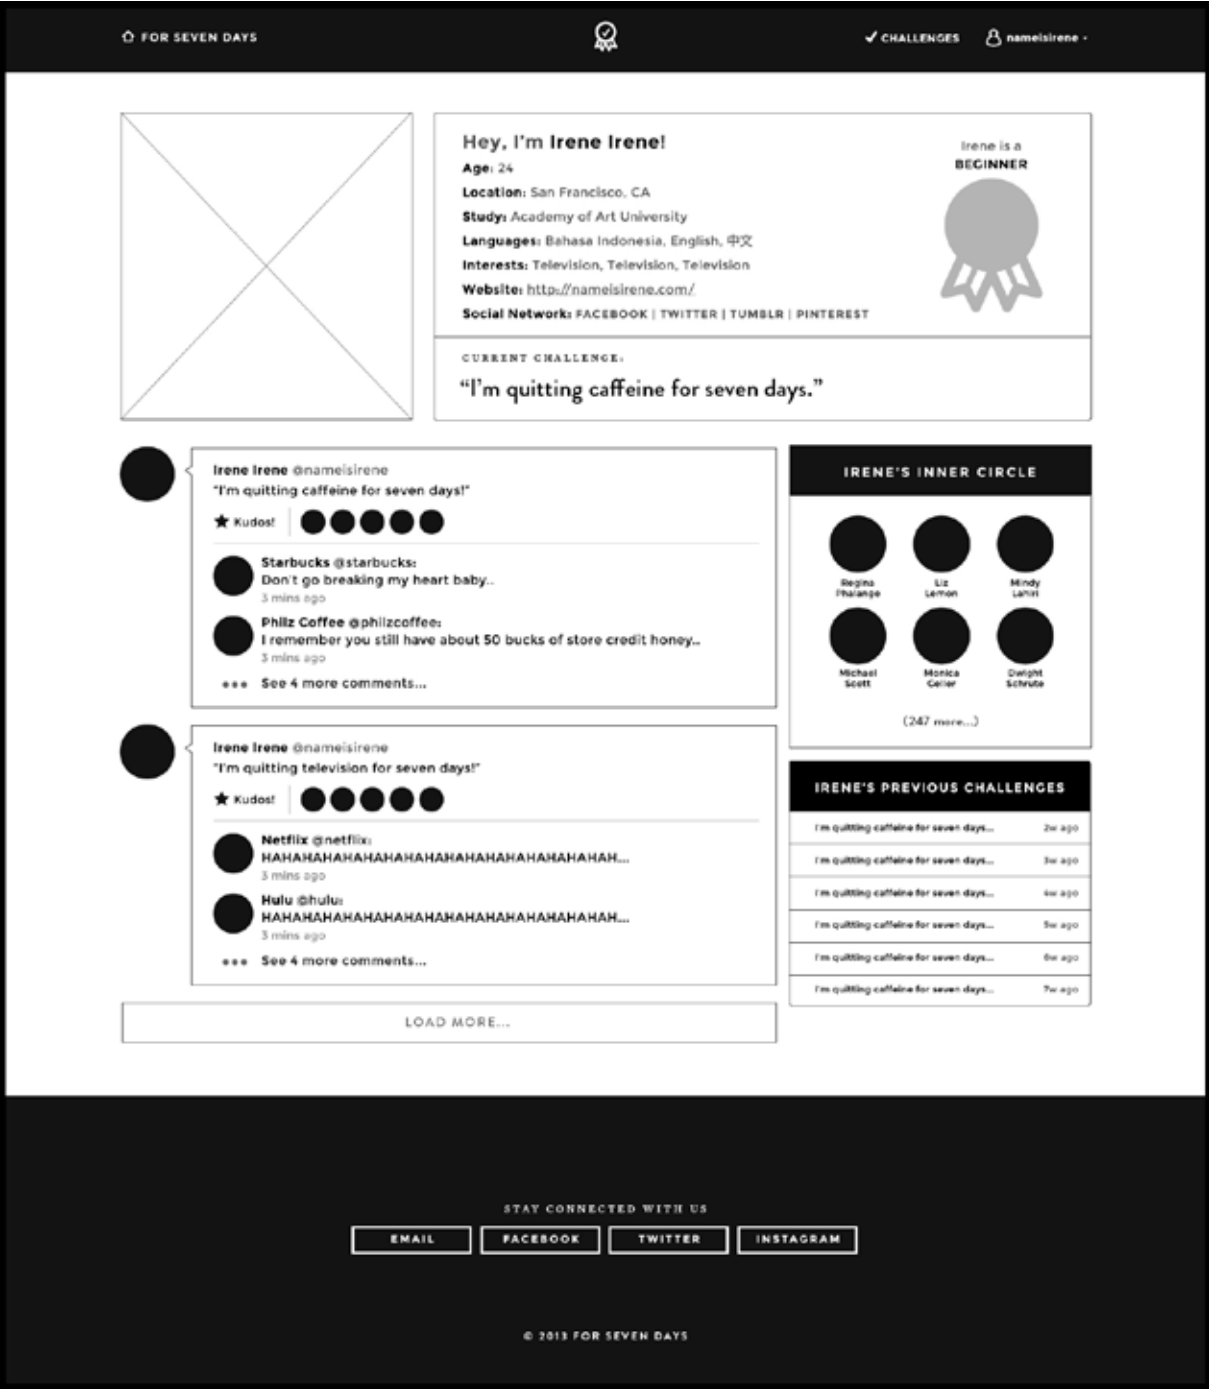 FOR SEVEN DAYS
CHALLENGES
nameisirene
Hey, I'm Irene Irene!
Age: 24
Location: San Francisco, CA
Study: Academy of Art University
Languages: Bahasa Indonesia, English, 中文
Interests: Television, Television, Television
Website: http://nameisirene.com/
Social Network: FACEBOOK | TWITTER | TUMBLR | PINTEREST
Irene is a
BEGINNER
CURRENT CHALLENGE:
“I'm quitting caffeine for seven days.”
Irene Irene @nameisirene
"I'm quitting caffeine for seven days!"
Kudos!
Starbucks @starbucks:
Don't go breaking my heart baby..
3 mins ago
Philz Coffee @philzcoffee:
I remember you still have about 50 bucks of store credit honey...
3 mins ago
See 4 more comments...
Irene Irene @nameisirene
"I'm quitting television for seven days!"
Kudos!
Netflix @netflix:
HAHAHAHAHAHAHAHAHAHAHAHAHAHAHAHAHAH...
3 mins ago
Hulu @hulu:
HAHAHAHAHAHAHAHAHAHAHAHAHAHAHAHAHAH...
3 mins ago
See 4 more comments...
LOAD MORE...
IRENE'S INNER CIRCLE
Regina
Phalange
Liz
Lemon
Mindy
Lahiri
Michael
Scott
Monica
Geller
Dwight
Schrute
(247 more...)
IRENE'S PREVIOUS CHALLENGES
I'm quitting caffeine for seven days... 2w ago
I'm quitting caffeine for seven days... 3w ago
I'm quitting caffeine for seven days... 4w ago
I'm quitting caffeine for seven days... 5w ago
I'm quitting caffeine for seven days... 6w ago
I'm quitting caffeine for seven days... 7w ago
STAY CONNECTED WITH US
EMAIL
FACEBOOK
TWITTER
INSTAGRAM
© 2013 FOR SEVEN DAYS